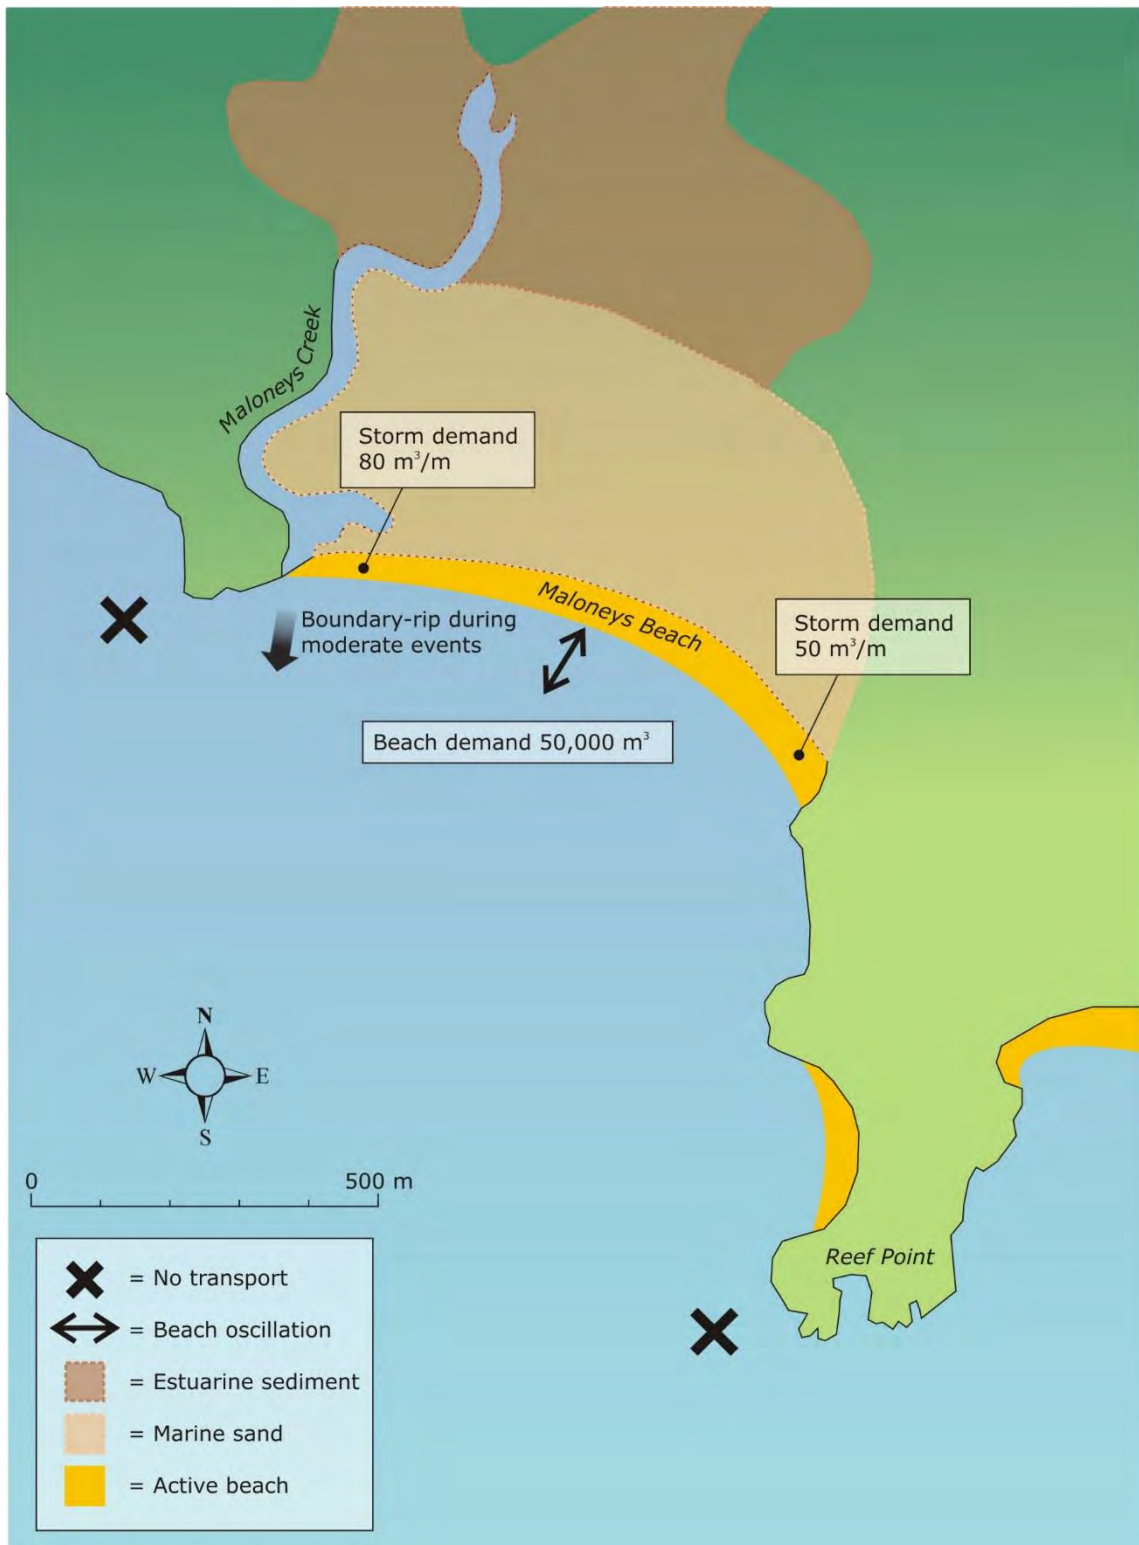 Maloneys Creek
Storm demand
80 m³/m
Maloneys Beach
Storm demand
50 m³/m
Boundary-rip during
moderate events
Beach demand 50,000 m³
N
W
E
S
0
500 m
Reef Point
= No transport
= Beach oscillation
= Estuarine sediment
= Marine sand
= Active beach